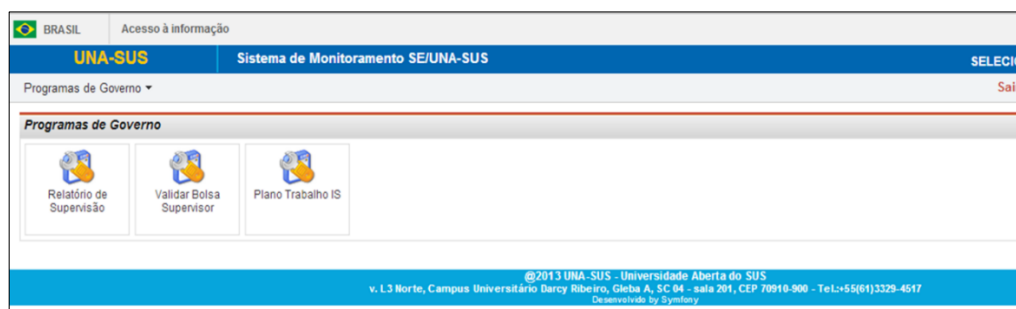 BRASIL Acesso à informação
UNA-SUS Sistema de Monitoramento SE/UNA-SUS SELECIO
Programas de Governo Sai
Programas de Governo
Relatório de Supervisão
Validar Bolsa Supervisor
Plano Trabalho IS
@2013 UNA-SUS - Universidade Aberta do SUS
v. L3 Norte, Campus Universitário Darcy Ribeiro, Gleba A, SC 04 - sala 201, CEP 70910-900 - Tel.:+55(61)3329-4517
Desenvolvido by Symfony